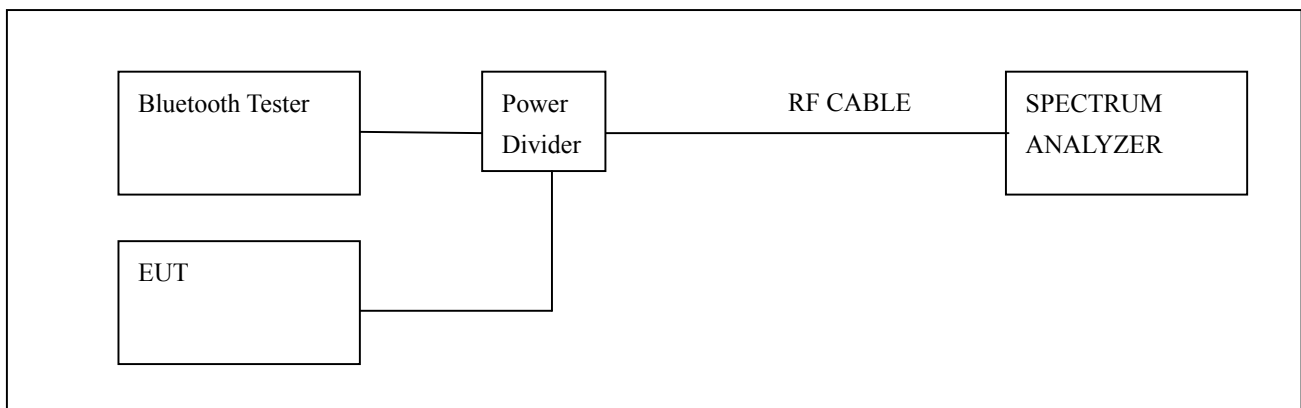 Bluetooth Tester
Power
Divider
RF CABLE
SPECTRUM
ANALYZER
EUT